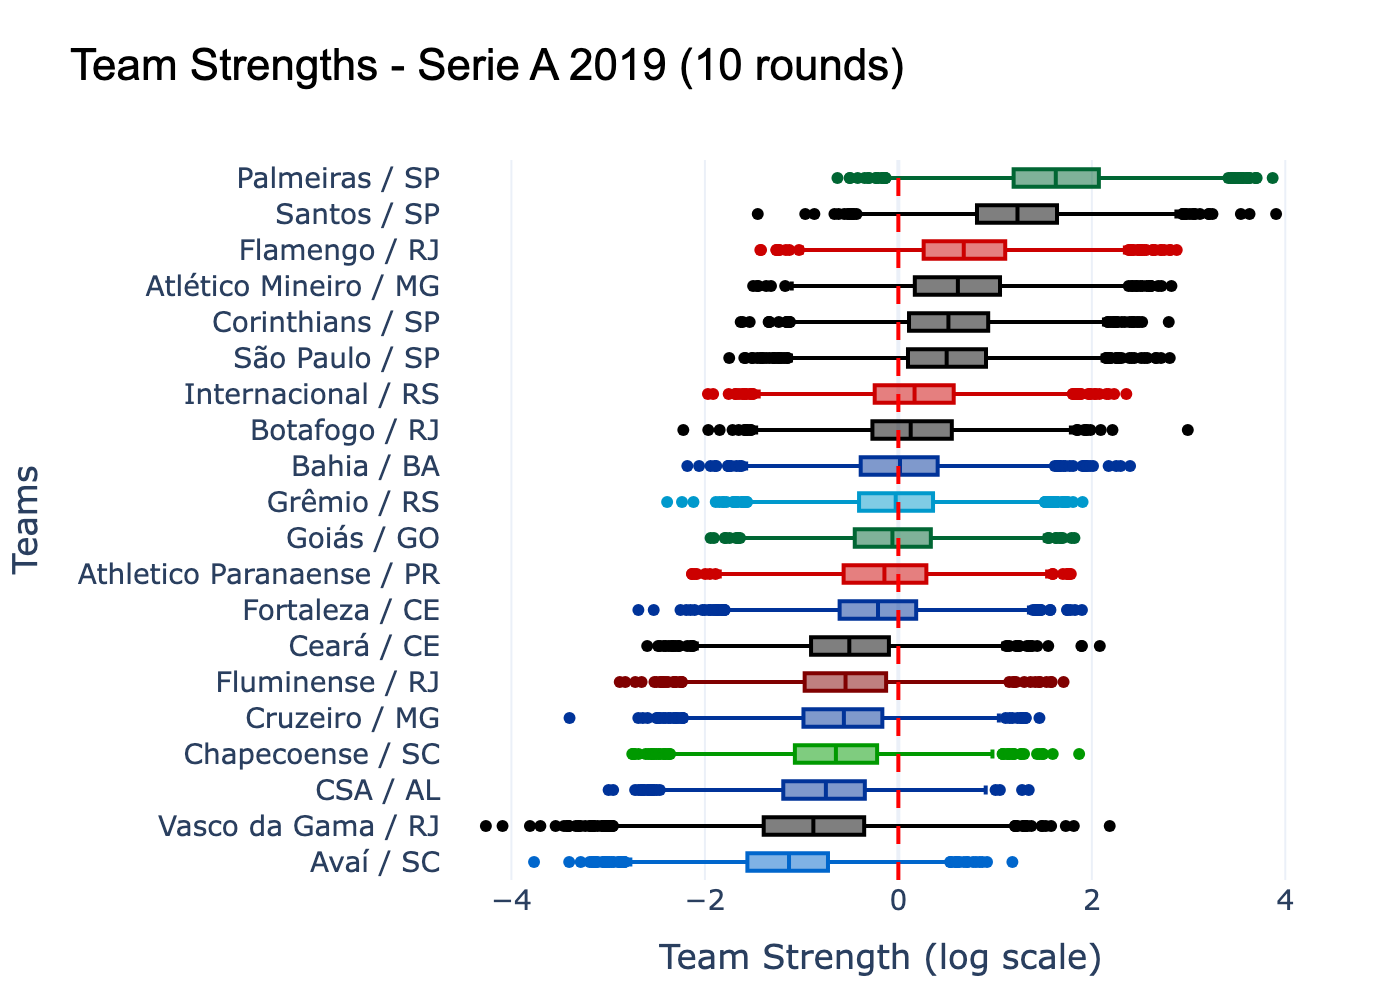 Team Strengths - Serie A 2019 (10 rounds)
Teams
Palmeiras / SP
Santos / SP
Flamengo / RJ
Atlético Mineiro / MG
Corinthians / SP
São Paulo / SP
Internacional / RS
Botafogo / RJ
Bahia / BA
Grêmio / RS
Goiás / GO
Athletico Paranaense / PR
Fortaleza / CE
Ceará / CE
Fluminense / RJ
Cruzeiro / MG
Chapecoense / SC
CSA / AL
Vasco da Gama / RJ
Avaí / SC
−4 −2 0 2 4
Team Strength (log scale)